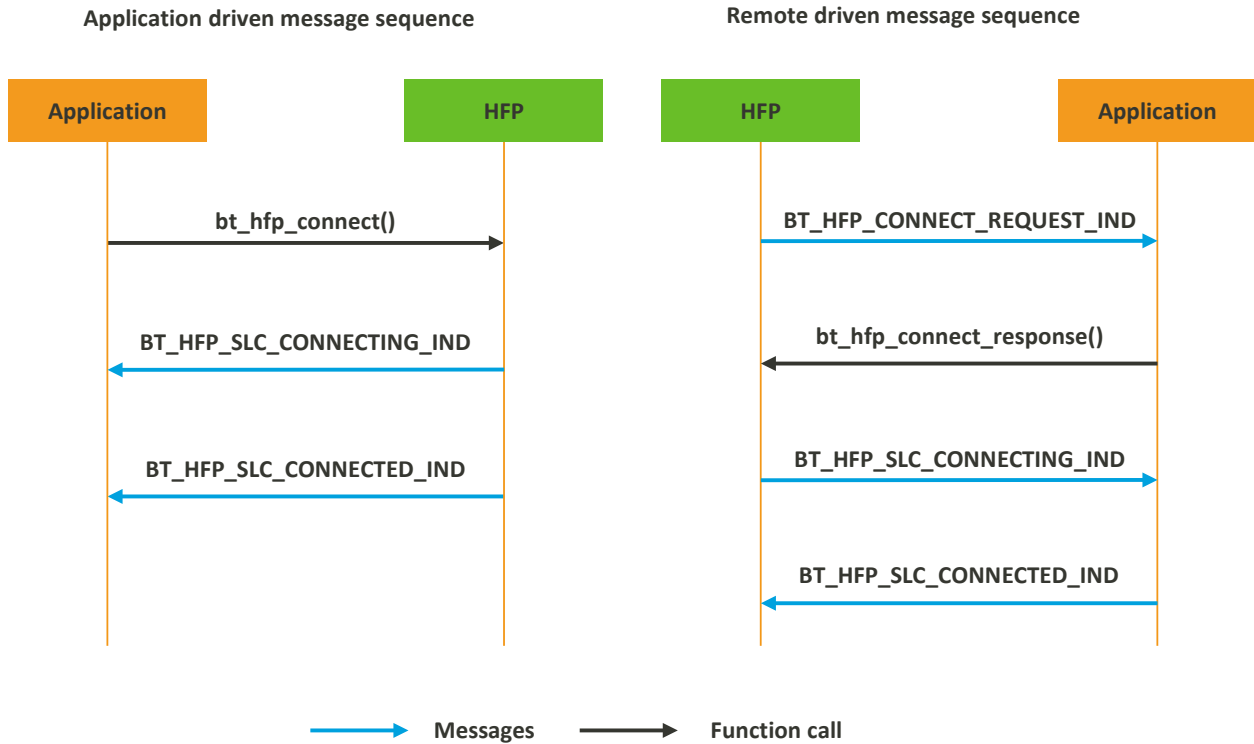 Application driven message sequence
Application
HFP
bt_hfp_connect()
BT_HFP_SLC_CONNECTING_IND
BT_HFP_SLC_CONNECTED_IND
Remote driven message sequence
HFP
Application
BT_HFP_CONNECT_REQUEST_IND
bt_hfp_connect_response()
BT_HFP_SLC_CONNECTING_IND
BT_HFP_SLC_CONNECTED_IND
Messages
Function call